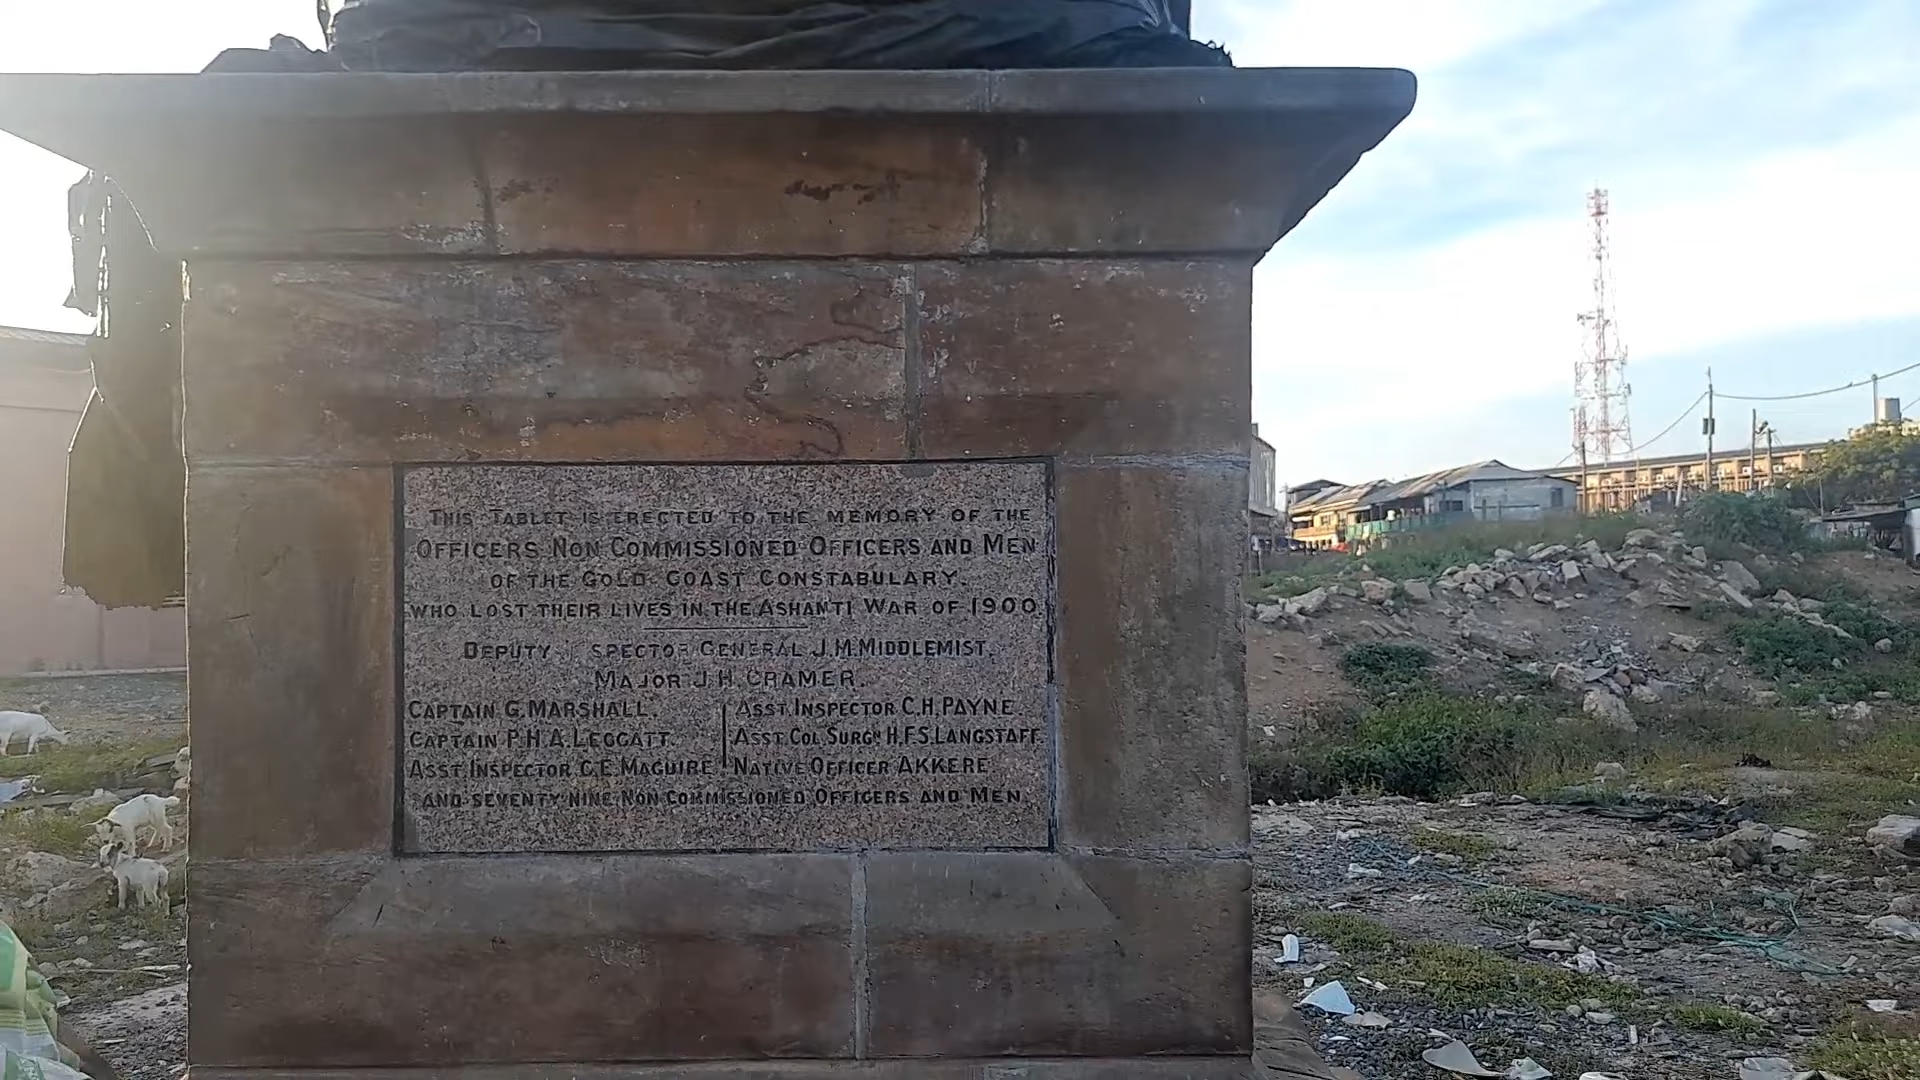 THIS TABLET IS ERECTED TO THE MEMORY OF THE
OFFICERS NON COMMISSIONED OFFICERS AND MEN
OF THE GOLD COAST CONSTABULARY.
WHO LOST THEIR LIVES IN THE ASHANTI WAR OF 1900.
DEPUTY SPECTOR GENERAL J.M.MIDDLEMIST.
MAJOR J.H.CRAMER.
CAPTAIN G.MARSHALL.
CAPTAIN P.H.A.LEGGATT.
ASST.INSPECTOR C.E.MAGUIRE.
ASST.INSPECTOR C.H.PAYNE.
ASST.COL.SURGN H.F.S.LANGSTAFF.
NATIVE OFFICER AKKERE
AND SEVENTY NINE NON COMMISSIONED OFFICERS AND MEN.